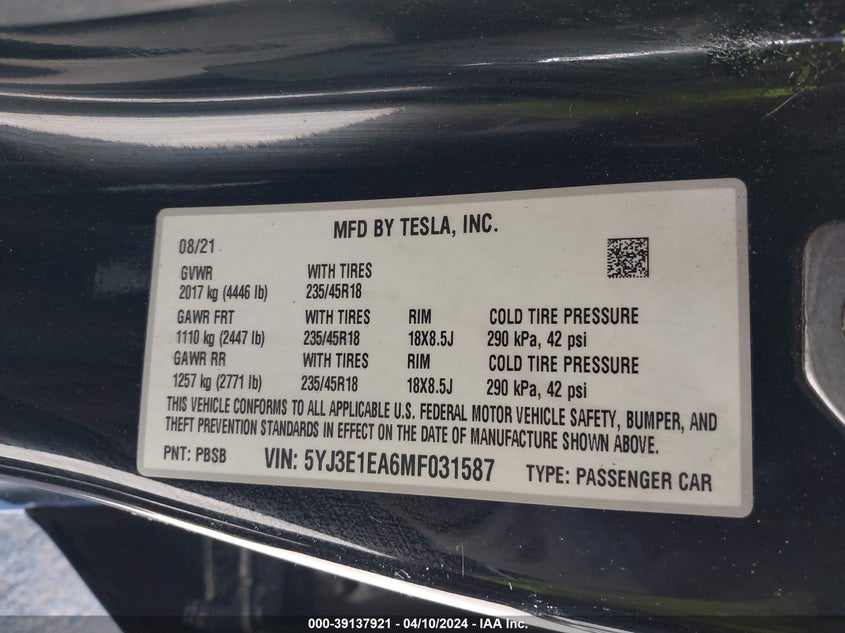 MFD BY TESLA, INC.
08/21
GVWR WITH TIRES
2017 kg (4446 lb) 235/45R18
GAWR FRT WITH TIRES RIM COLD TIRE PRESSURE
1110 kg (2447 lb) 235/45R18 18X8.5J 290 kPa, 42 psi
GAWR RR WITH TIRES RIM COLD TIRE PRESSURE
1257 kg (2771 lb) 235/45R18 18X8.5J 290 kPa, 42 psi
THIS VEHICLE CONFORMS TO ALL APPLICABLE U.S. FEDERAL MOTOR VEHICLE SAFETY, BUMPER, AND
THEFT PREVENTION STANDARDS IN EFFECT ON THE DATE OF MANUFACTURE SHOWN ABOVE.
PNT: PBSB VIN: 5YJ3E1EA6MF031587 TYPE: PASSENGER CAR
000-39137921 - 04/10/2024 - IAA Inc.